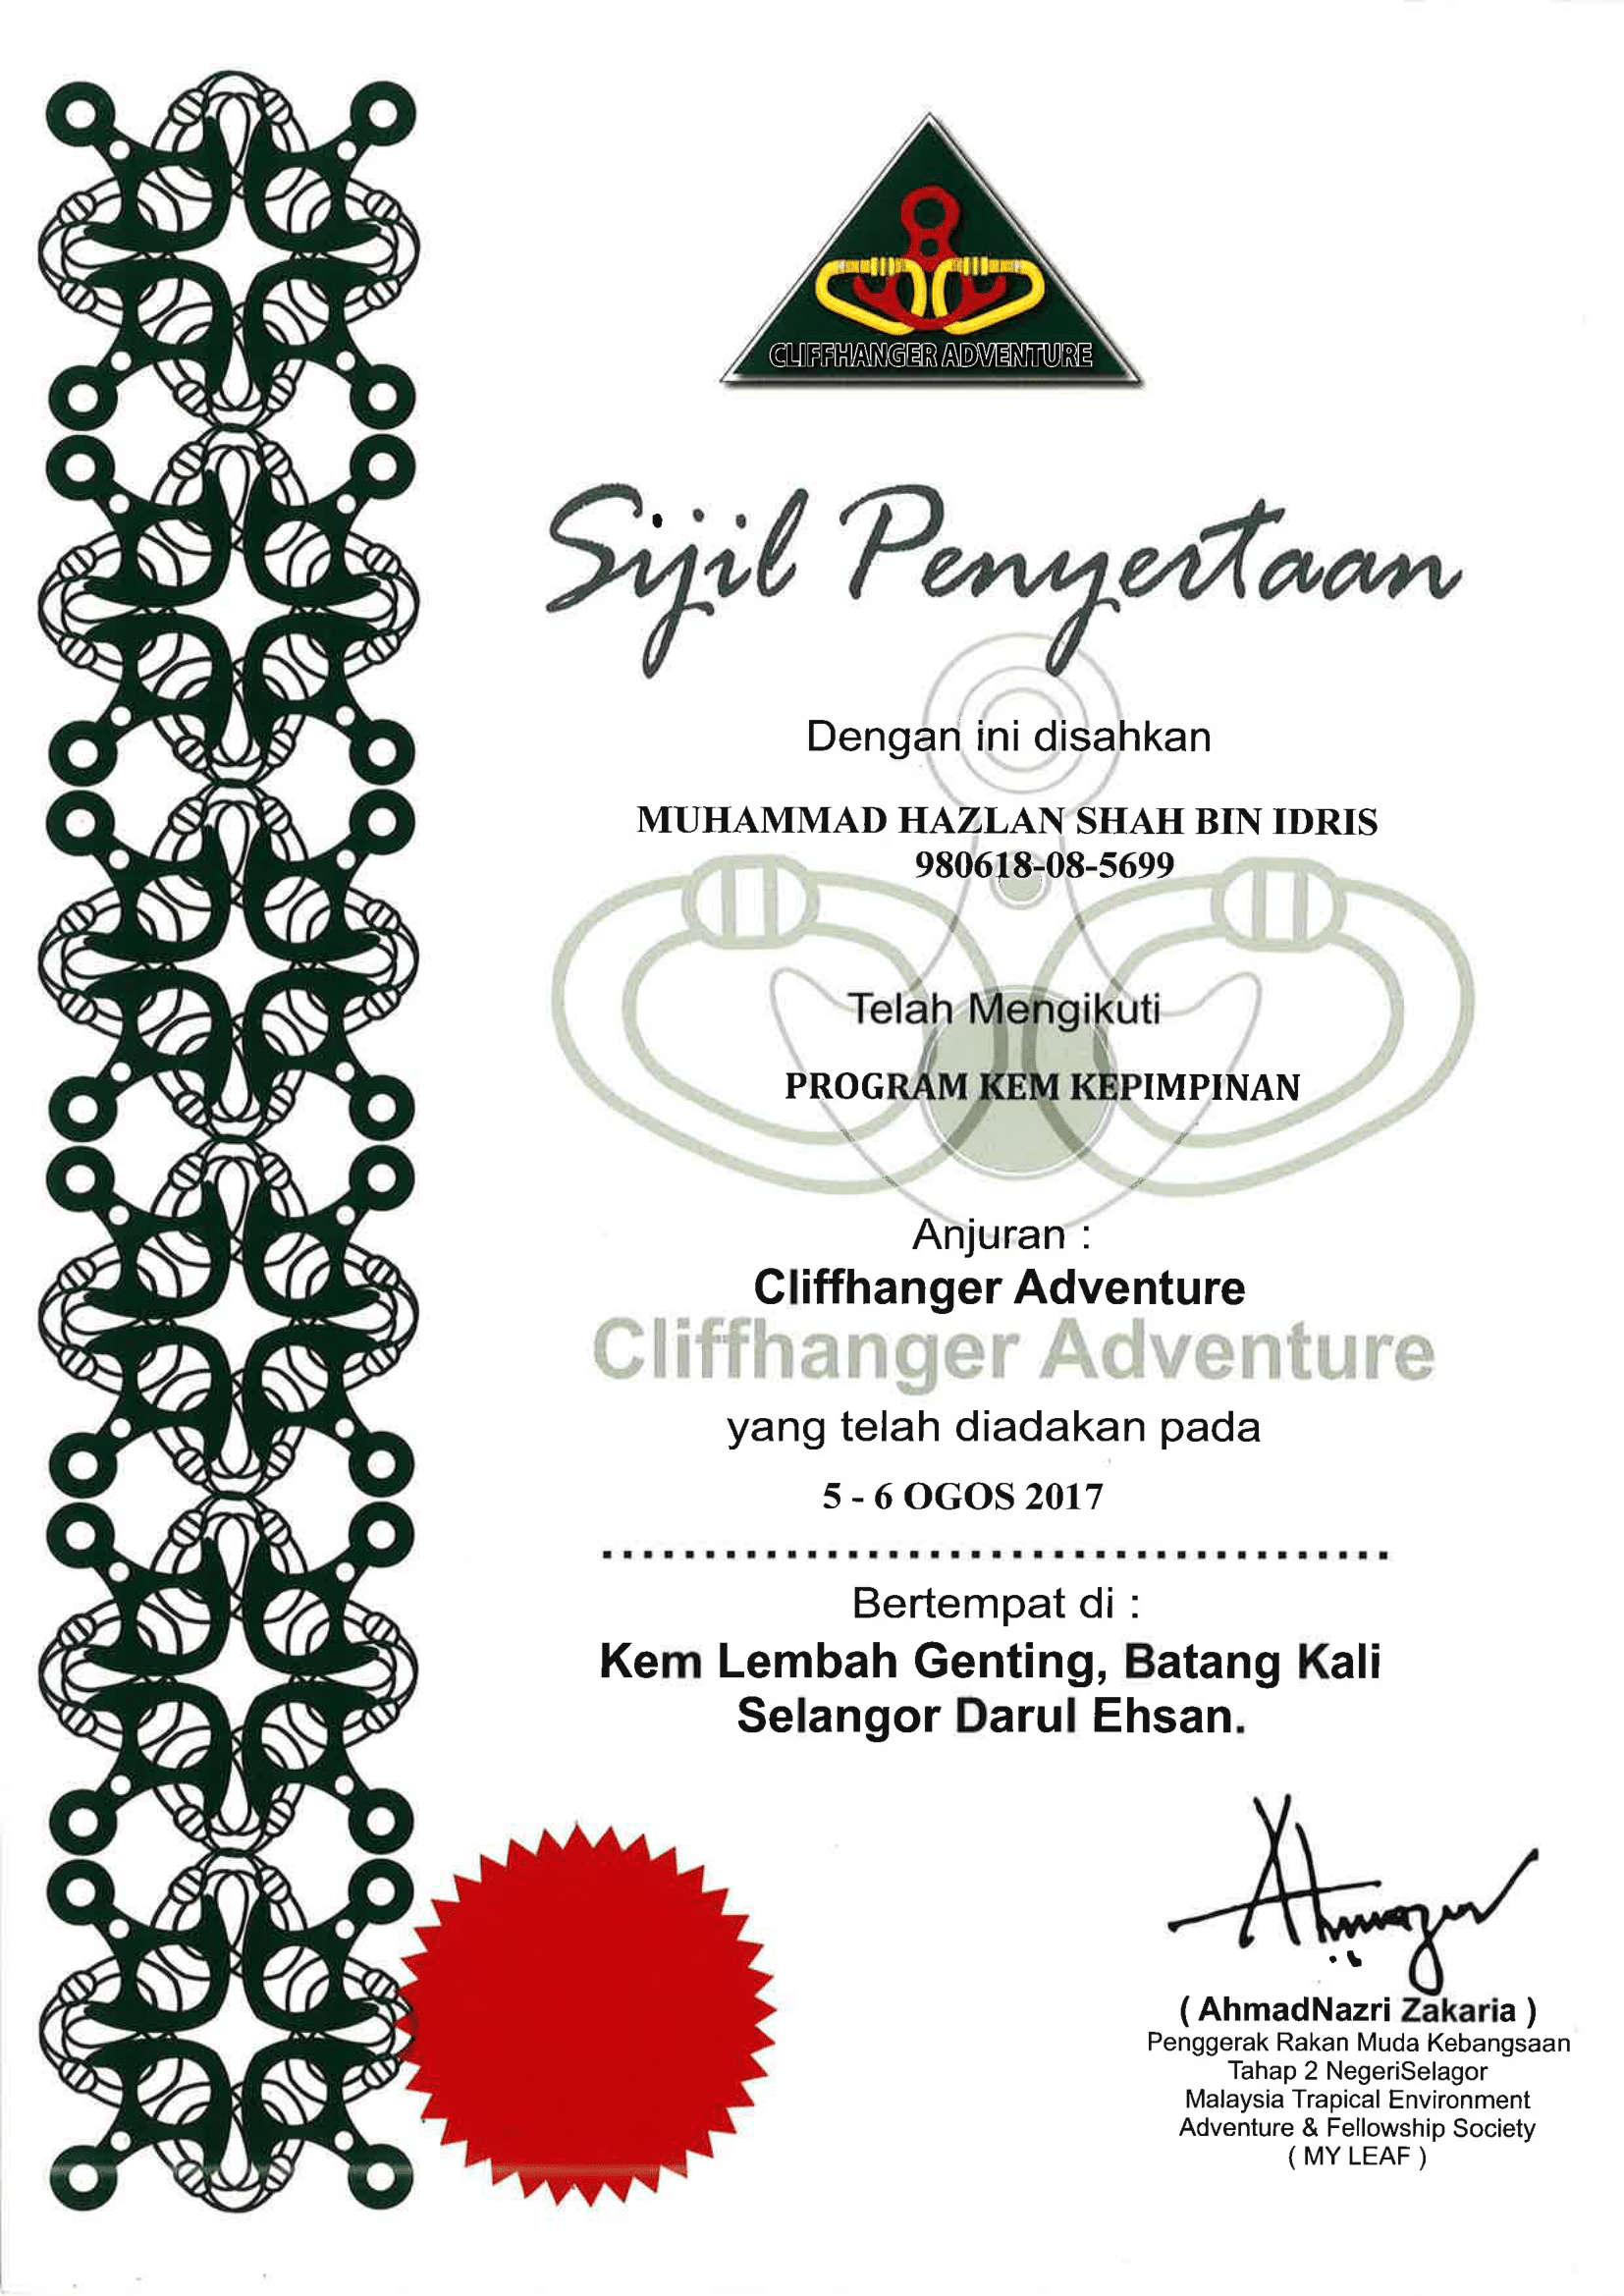 CLIFFHANGER ADVENTURE
Sijil Penyertaan
Dengan ini disahkan
MUHAMMAD HAZLAN SHAH BIN IDRIS
980618-08-5699
Telah Mengikuti
PROGRAM KEM KEPIMPINAN
Anjuran :
Cliffhanger Adventure
Cliffhanger Adventure
yang telah diadakan pada
5 - 6 OGOS 2017
Bertempat di :
Kem Lembah Genting, Batang Kali
Selangor Darul Ehsan.
( AhmadNazri Zakaria )
Penggerak Rakan Muda Kebangsaan
Tahap 2 NegeriSelagor
Malaysia Trapical Environment
Adventure & Fellowship Society
( MY LEAF )